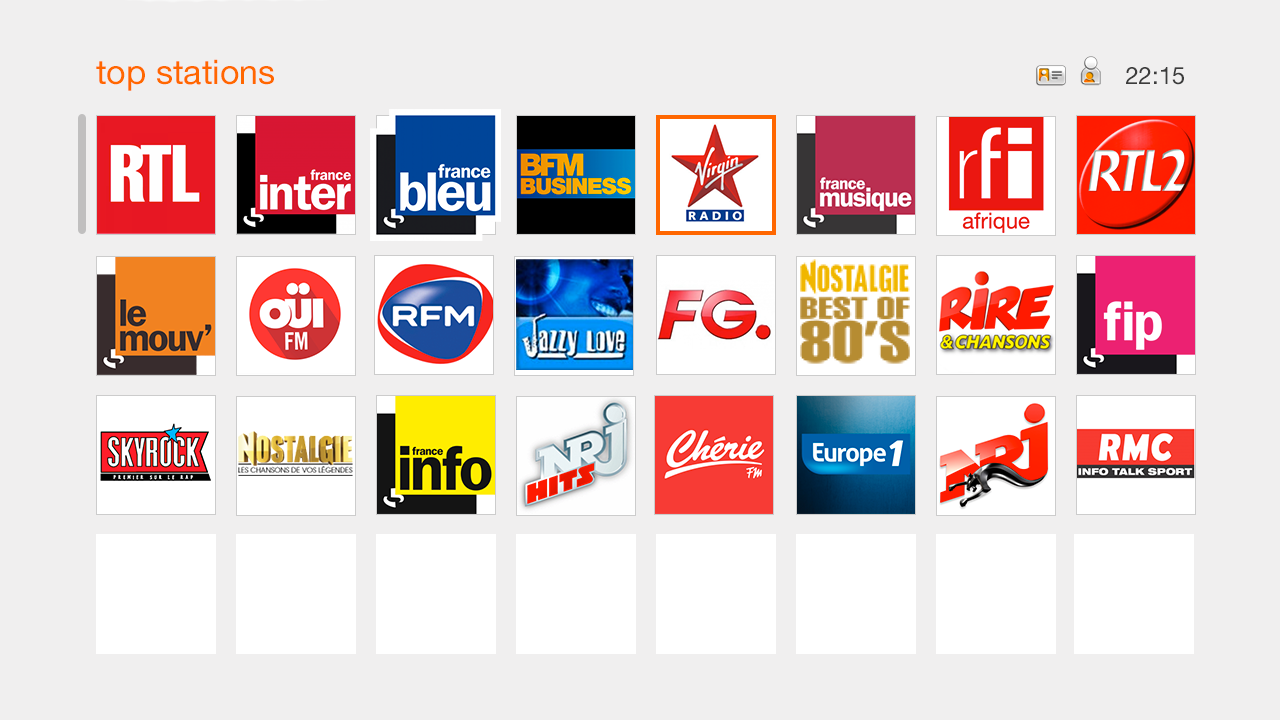 top stations
22:15
RTL
france
inter
france
bleu
BFM
BUSINESS
Virgin
RADIO
france
musique
rfi
afrique
RTL2
le
mouv'
OÜI
FM
RFM
Jazzy Love
FG.
NOSTALGIE
BEST OF
80'S
RIRE
& CHANSONS
fip
SKYROCK
PREMIER SUR LE RAP
NOSTALGIE
LES CHANSONS DE VOS LÉGENDES
france
info
NRJ
HITS
Chérie
FM
Europe 1
NRJ
RMC
INFO TALK SPORT